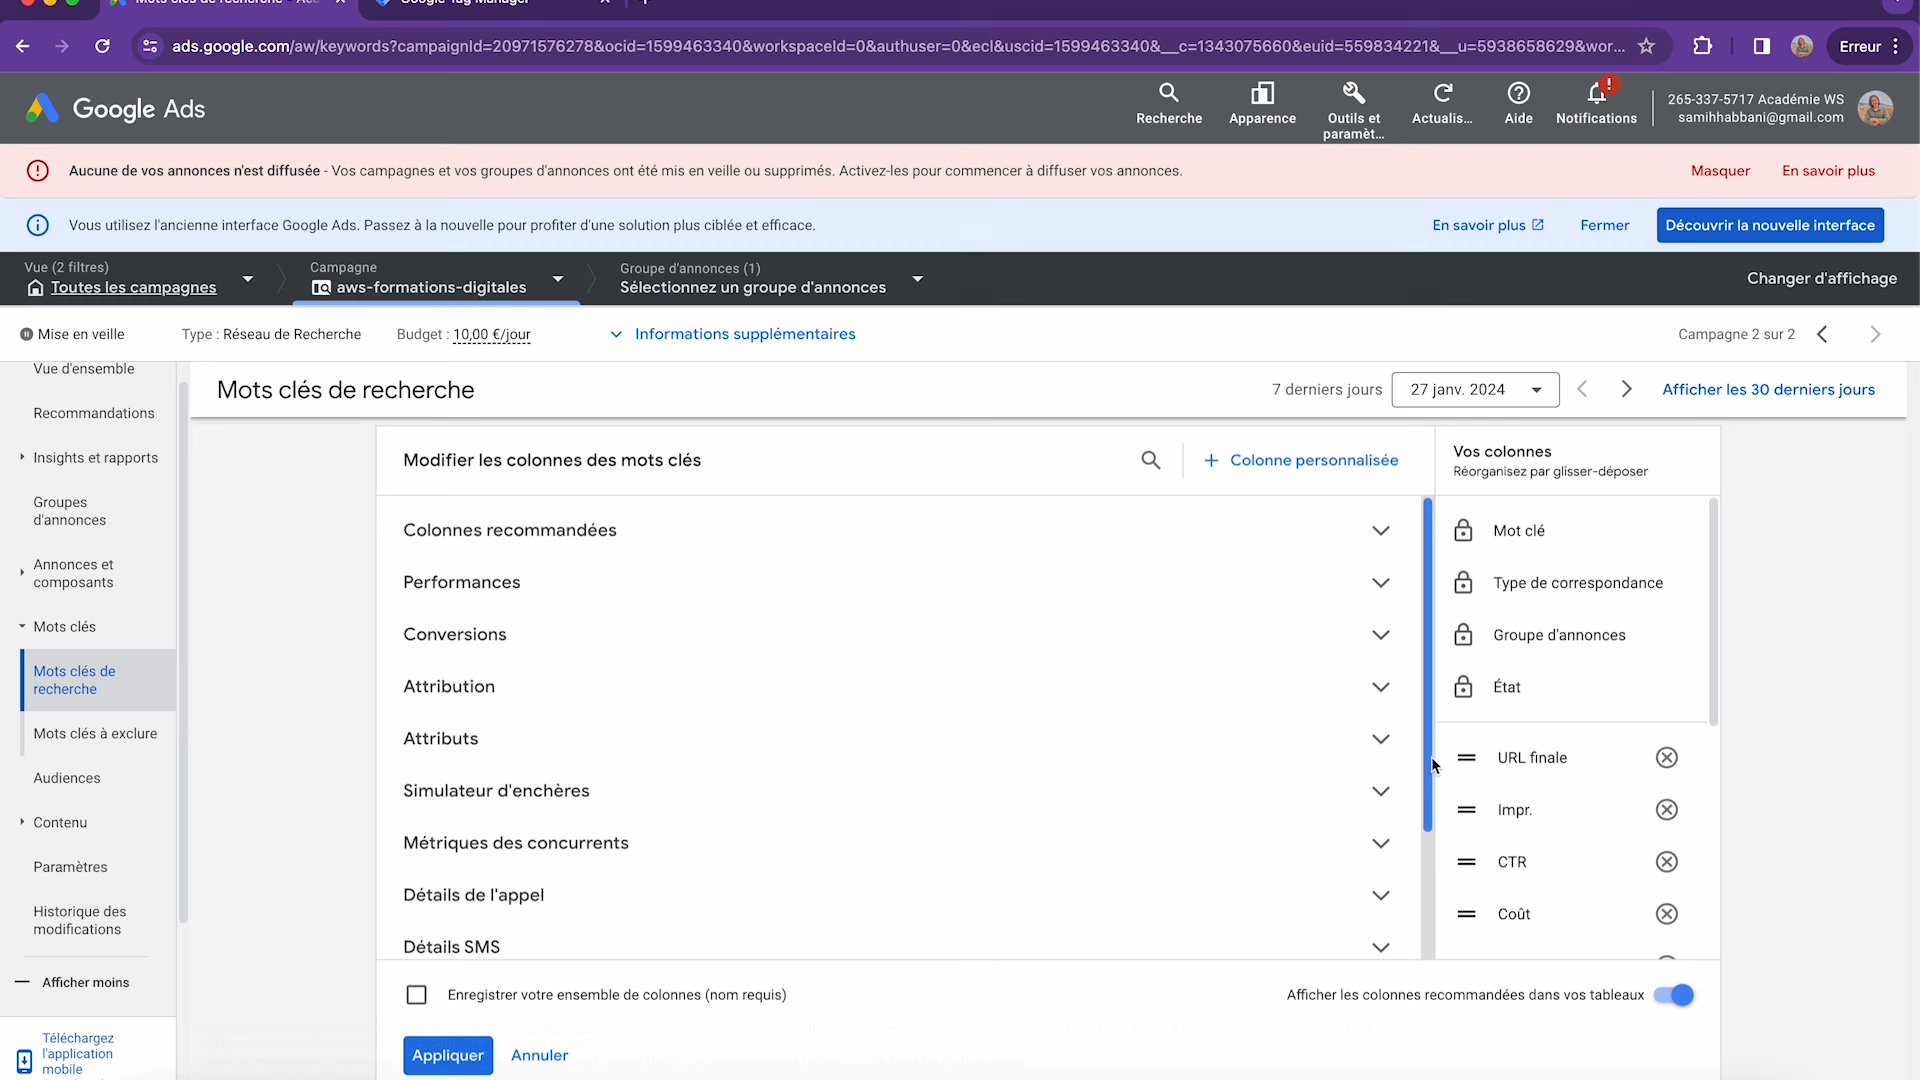 Google Tag Manager
ads.google.com/aw/keywords?campaignId=20971576278&ocid=1599463340&workspaceId=0&authuser=0&ecl&uscid=1599463340&__c=1343075660&euid=559834221&__u=5938658629&wor...
Erreur
Google Ads
Recherche
Apparence
Outils et
paramèt...
Actualis...
Aide
Notifications
265-337-5717 Académie WS
samihhabbani@gmail.com
Aucune de vos annonces n'est diffusée - Vos campagnes et vos groupes d'annonces ont été mis en veille ou supprimés. Activez-les pour commencer à diffuser vos annonces.
Masquer
En savoir plus
Vous utilisez l'ancienne interface Google Ads. Passez à la nouvelle pour profiter d'une solution plus ciblée et efficace.
En savoir plus
Fermer
Découvrir la nouvelle interface
Vue (2 filtres)
Toutes les campagnes
Campagne
aws-formations-digitales
Groupe d'annonces (1)
Sélectionnez un groupe d'annonces
Changer d'affichage
Mise en veille
Type : Réseau de Recherche
Budget : 10,00 €/jour
Informations supplémentaires
Campagne 2 sur 2
Vue d'ensemble
Recommandations
Insights et rapports
Groupes
d'annonces
Annonces et
composants
Mots clés
Mots clés de
recherche
Mots clés à exclure
Audiences
Contenu
Paramètres
Historique des
modifications
Afficher moins
Téléchargez
l'application
mobile
Mots clés de recherche
7 derniers jours
27 janv. 2024
Afficher les 30 derniers jours
Modifier les colonnes des mots clés
Colonne personnalisée
Colonnes recommandées
Performances
Conversions
Attribution
Attributs
Simulateur d'enchères
Métriques des concurrents
Détails de l'appel
Détails SMS
Vos colonnes
Réorganisez par glisser-déposer
Mot clé
Type de correspondance
Groupe d'annonces
État
URL finale
Impr.
CTR
Coût
Enregistrer votre ensemble de colonnes (nom requis)
Afficher les colonnes recommandées dans vos tableaux
Appliquer
Annuler